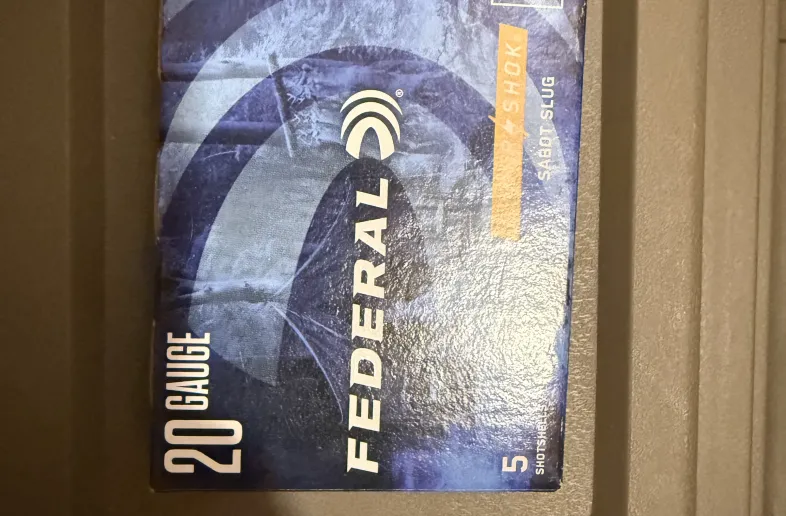 20 GAUGE
FEDERAL®
SHOK
SABOT SLUG
5
SHOTSHELLS